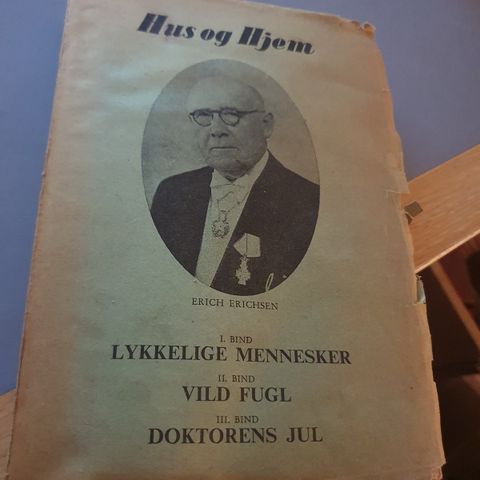 Hus og Hjem
ERICH ERICHSEN
I. BIND
LYKKELIGE MENNESKER
II. BIND
VILD FUGL
III. BIND
DOKTORENS JUL